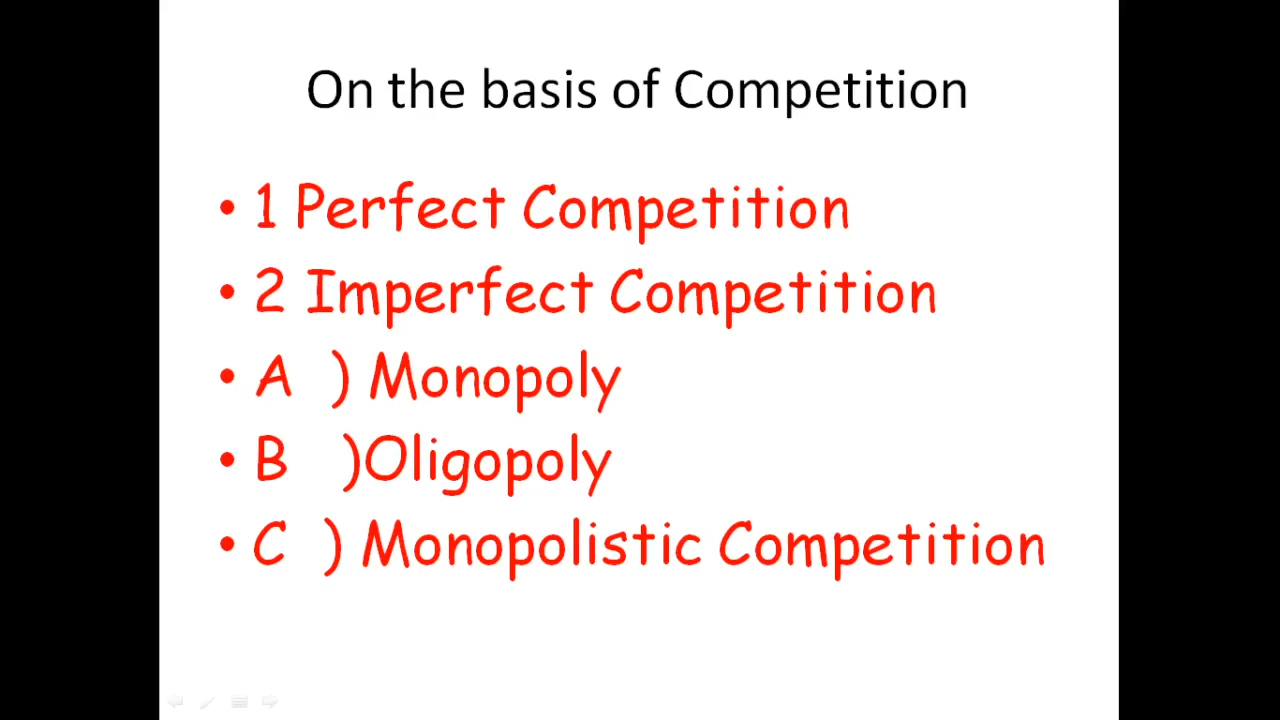 On the basis of Competition
• 1 Perfect Competition
• 2 Imperfect Competition
• A ) Monopoly
• B )Oligopoly
• C ) Monopolistic Competition